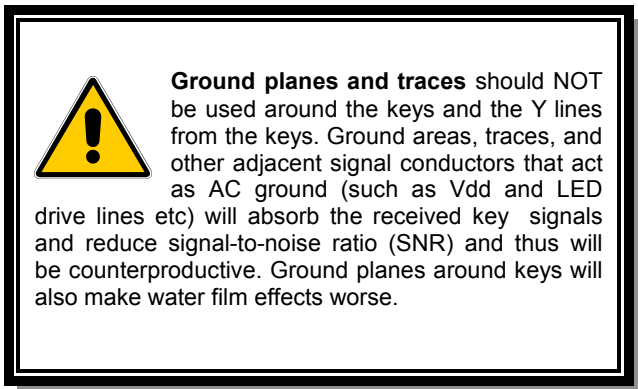 Ground planes and traces should NOT
be used around the keys and the Y lines
from the keys. Ground areas, traces, and
other adjacent signal conductors that act
as AC ground (such as Vdd and LED
drive lines etc) will absorb the received key signals
and reduce signal-to-noise ratio (SNR) and thus will
be counterproductive. Ground planes around keys will
also make water film effects worse.